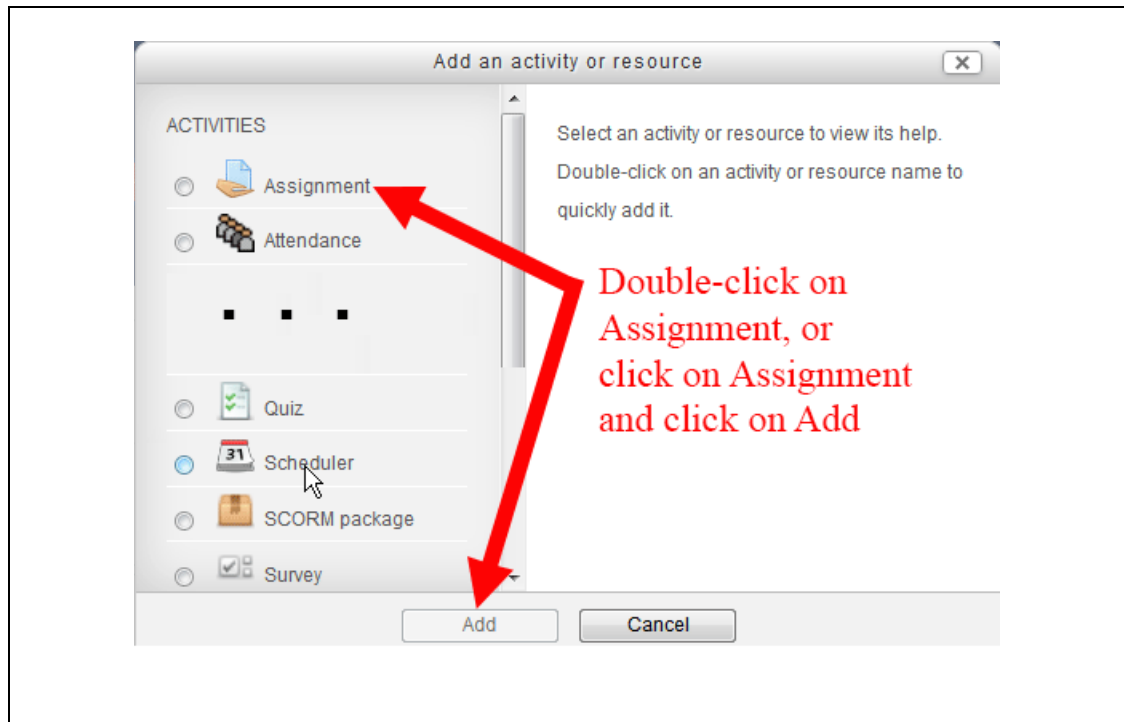 Add an activity or resource
ACTIVITIES
Assignment
Attendance
. . .
Quiz
31
Scheduler
SCORM package
Survey
Select an activity or resource to view its help.
Double-click on an activity or resource name to
quickly add it.
Double-click on
Assignment, or
click on Assignment
and click on Add
Add
Cancel